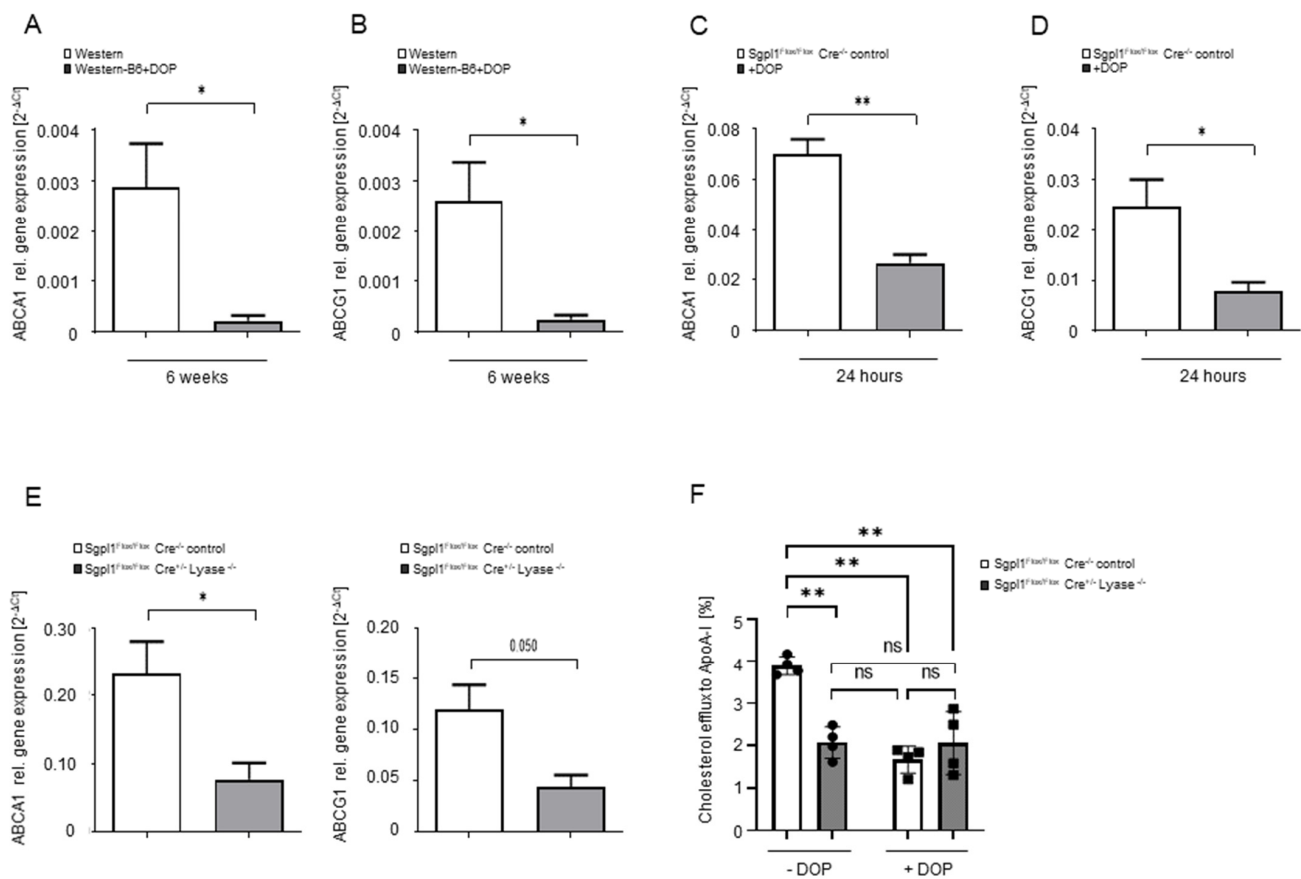 A
Western
Western-B6+DOP
*
ABCA1 rel. gene expression [2-ΔCt]
0.004
0.003
0.002
0.001
0
6 weeks
B
Western
Western-B6+DOP
*
ABCG1 rel. gene expression [2-ΔCt]
0.004
0.003
0.002
0.001
0
6 weeks
C
Sgpl1Flox/Flox Cre-/- control
+DOP
**
ABCA1 rel. gene expression [2-ΔCt]
0.08
0.06
0.04
0.02
0
24 hours
D
Sgpl1Flox/Flox Cre-/- control
+DOP
*
ABCG1 rel. gene expression [2-ΔCt]
0.04
0.03
0.02
0.01
0
24 hours
E
Sgpl1Flox/Flox Cre-/- control
Sgpl1Flox/Flox Cre+/- Lyase -/-
*
ABCA1 rel. gene expression [2-ΔCt]
0.30
0.20
0.10
0
Sgpl1Flox/Flox Cre-/- control
Sgpl1Flox/Flox Cre+/- Lyase -/-
0.050
ABCG1 rel. gene expression [2-ΔCt]
0.20
0.15
0.10
0.05
0
F
Sgpl1Flox/Flox Cre-/- control
Sgpl1Flox/Flox Cre+/- Lyase -/-
**
**
**
ns
ns
ns
Cholesterol efflux to ApoA-I [%]
5
4
3
2
1
0
- DOP
+ DOP